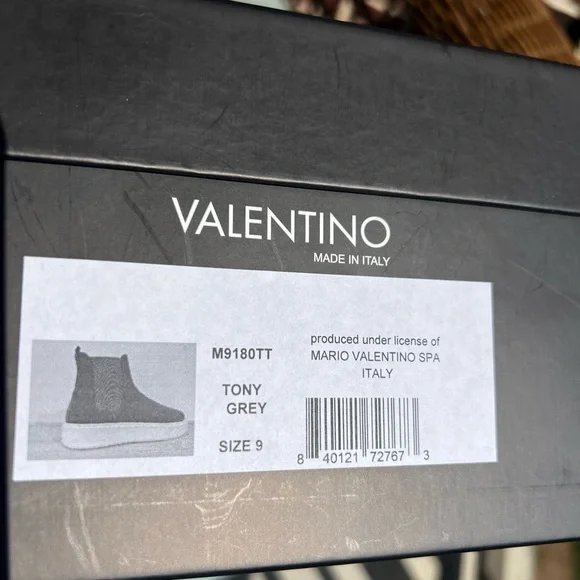 VALENTINO
MADE IN ITALY
M9180TT
TONY
GREY
SIZE 9
produced under license of
MARIO VALENTINO SPA
ITALY
8 40121 72767 3